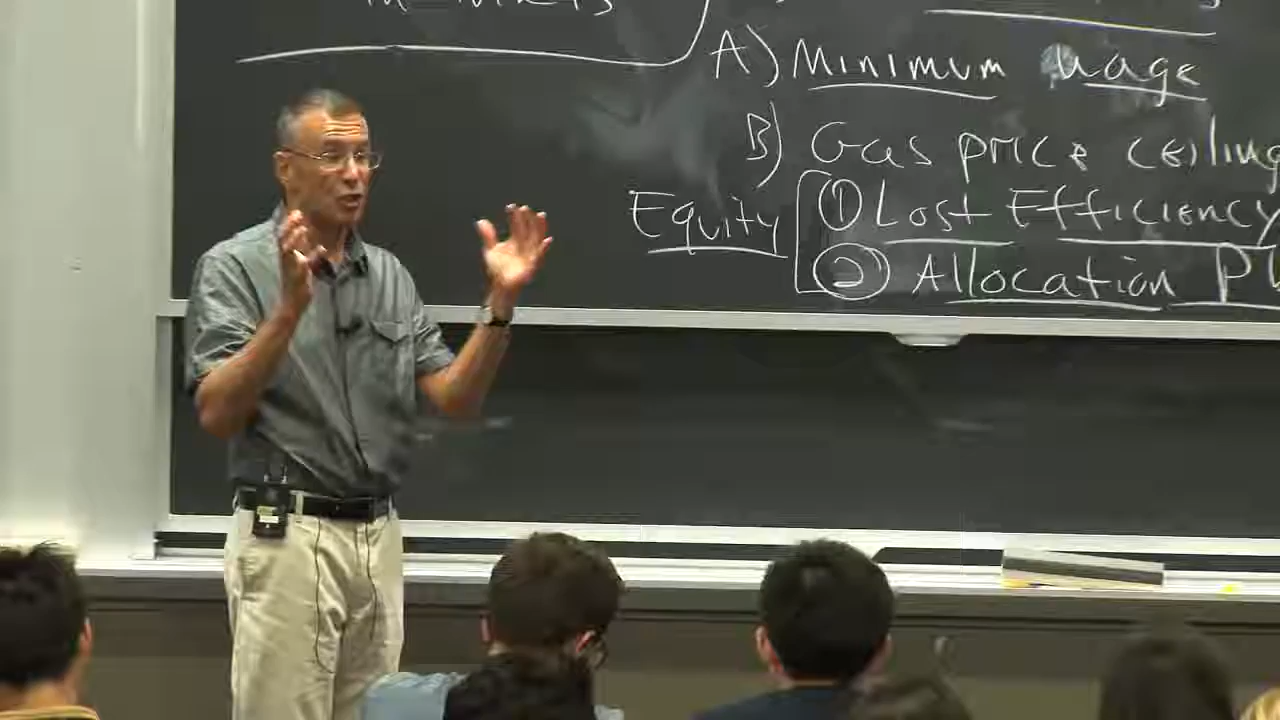 A) Minimum wage
B) Gas price ceiling
Equity ① Lost Efficiency
② Allocation